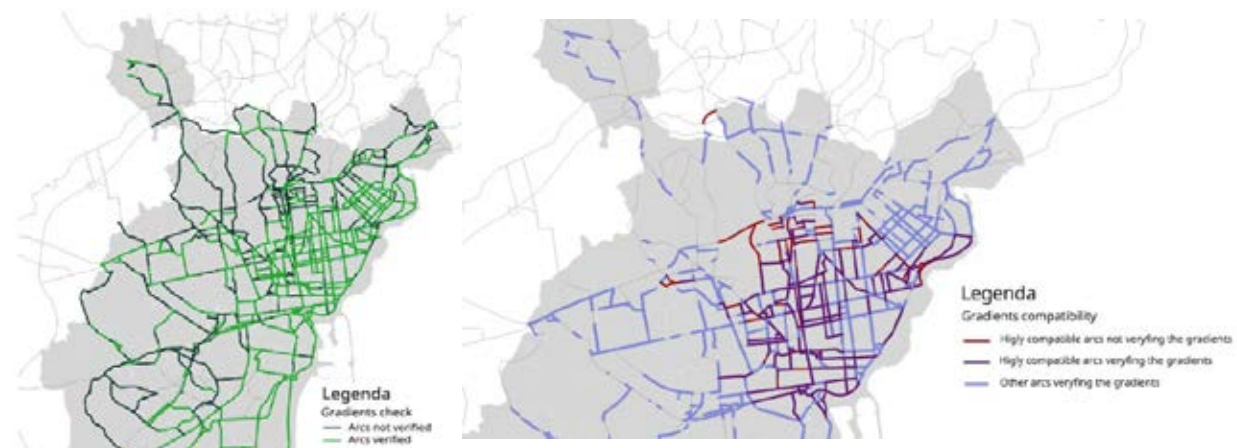 Legenda
Gradients check
Arcs not verified
Arcs verified
Legenda
Gradients compatibility
Higly compatible arcs not veryfing the gradients
Higly compatible arcs veryfing the gradients
Other arcs veryfing the gradients